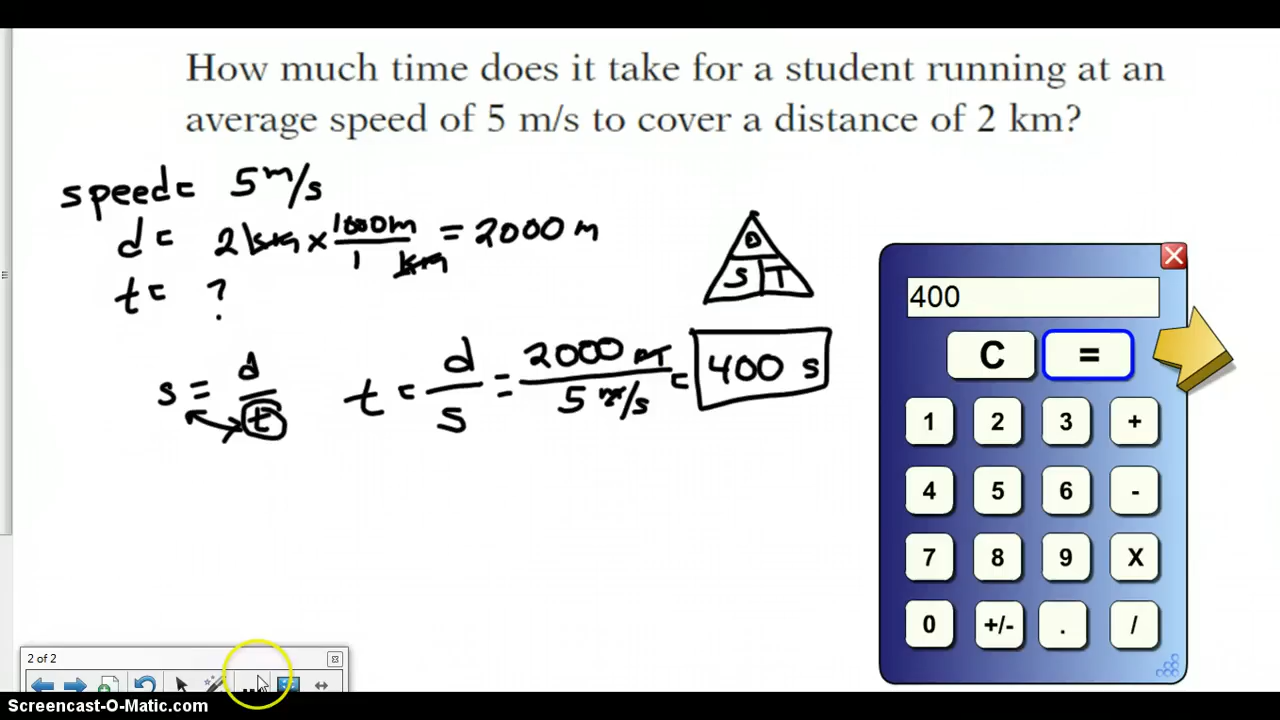 How much time does it take for a student running at an
average speed of 5 m/s to cover a distance of 2 km?
speed= 5 m/s
d= 2 km x 1000 m / 1 km = 2000 m
t= ?
D
S T
s = d/t
t = d/s = 2000 m / 5 m/s = 400 s
400
C =
1 2 3 +
4 5 6 -
7 8 9 X
0 +/- . /
2 of 2
Screencast-O-Matic.com